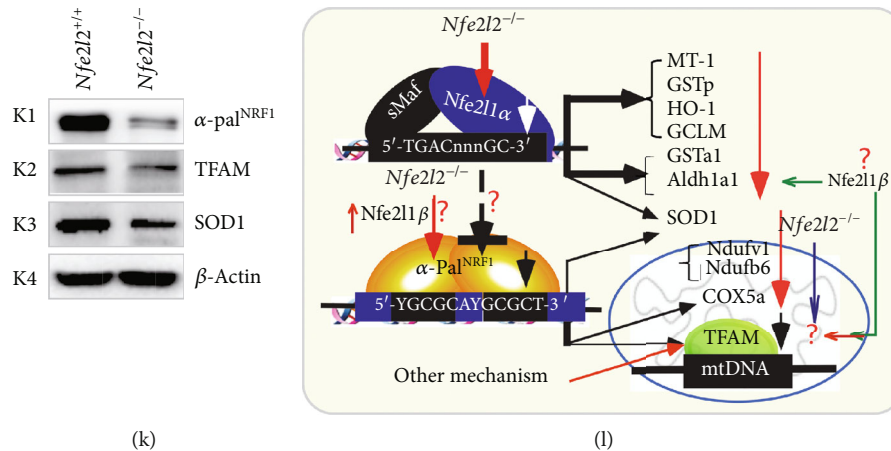 Nfe2l2+/+
Nfe2l2−/−
K1
α-palNRF1
K2
TFAM
K3
SOD1
K4
β-Actin
(k)
Nfe2l2−/−
sMaf
Nfe2l1α
5′-TGACnnnGC-3′
MT-1
GSTp
HO-1
GCLM
GSTa1
Aldh1a1
SOD1
?
Nfe2l1β
Nfe2l2−/−
Nfe2l2−/−
Nfe2l1β
?
?
α-PalNRF1
5′-YGCGCAYGCGCT-3′
Ndufv1
Ndufb6
COX5a
TFAM
?
mtDNA
Other mechanism
(l)